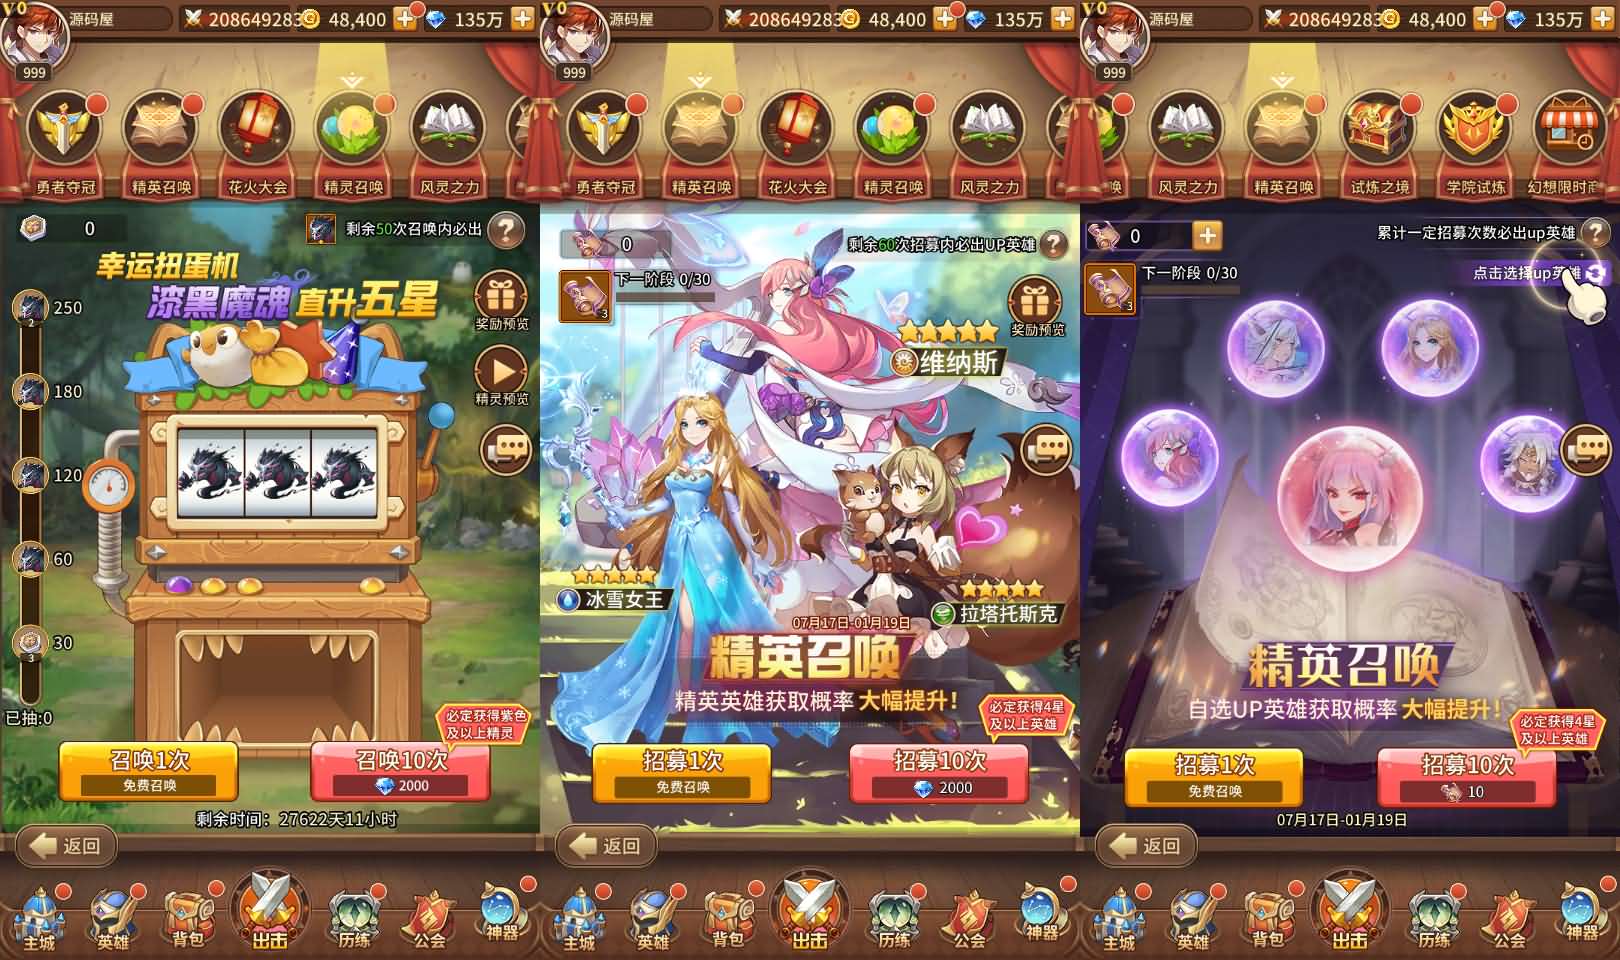 V0
源码屋
208649283
48,400
135万
999
勇者夺冠
精英召唤
花火大会
精灵召唤
风灵之力
0
剩余50次召唤内必出
?
幸运扭蛋机
漆黑魔魂直升五星
奖励预览
精灵预览
250
2
180
120
60
30
3
已抽:0
必定获得紫色
及以上精灵
召唤1次
免费召唤
召唤10次
2000
剩余时间：27622天11小时
返回
主城
英雄
背包
出击
历练
公会
神器
V0
源码屋
208649283
48,400
135万
999
勇者夺冠
精英召唤
花火大会
精灵召唤
风灵之力
0
剩余60次招募内必出UP英雄
?
下一阶段 0/30
3
奖励预览
维纳斯
冰雪女王
拉塔托斯克
07月17日-01月19日
精英召唤
精英英雄获取概率 大幅提升!
必定获得4星
及以上英雄
招募1次
免费召唤
招募10次
2000
返回
主城
英雄
背包
出击
历练
公会
神器
V0
源码屋
208649283
48,400
135万
999
唤
风灵之力
精英召唤
试炼之境
学院试炼
幻想限时商
0
累计一定招募次数必出up英雄
?
下一阶段 0/30
3
点击选择up英雄
精英召唤
自选UP英雄获取概率 大幅提升!
必定获得4星
及以上英雄
招募1次
免费召唤
招募10次
10
07月17日-01月19日
返回
主城
英雄
背包
出击
历练
公会
神器